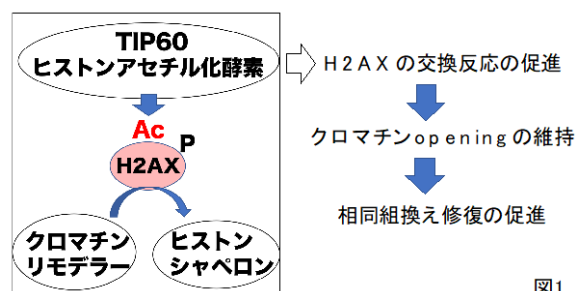 TIP60
ヒストンアセチル化酵素
Ac
P
H2AX
クロマチン
リモデラー
ヒストン
シャペロン
H2AXの交換反応の促進
クロマチンopeningの維持
相同組換え修復の促進
図1